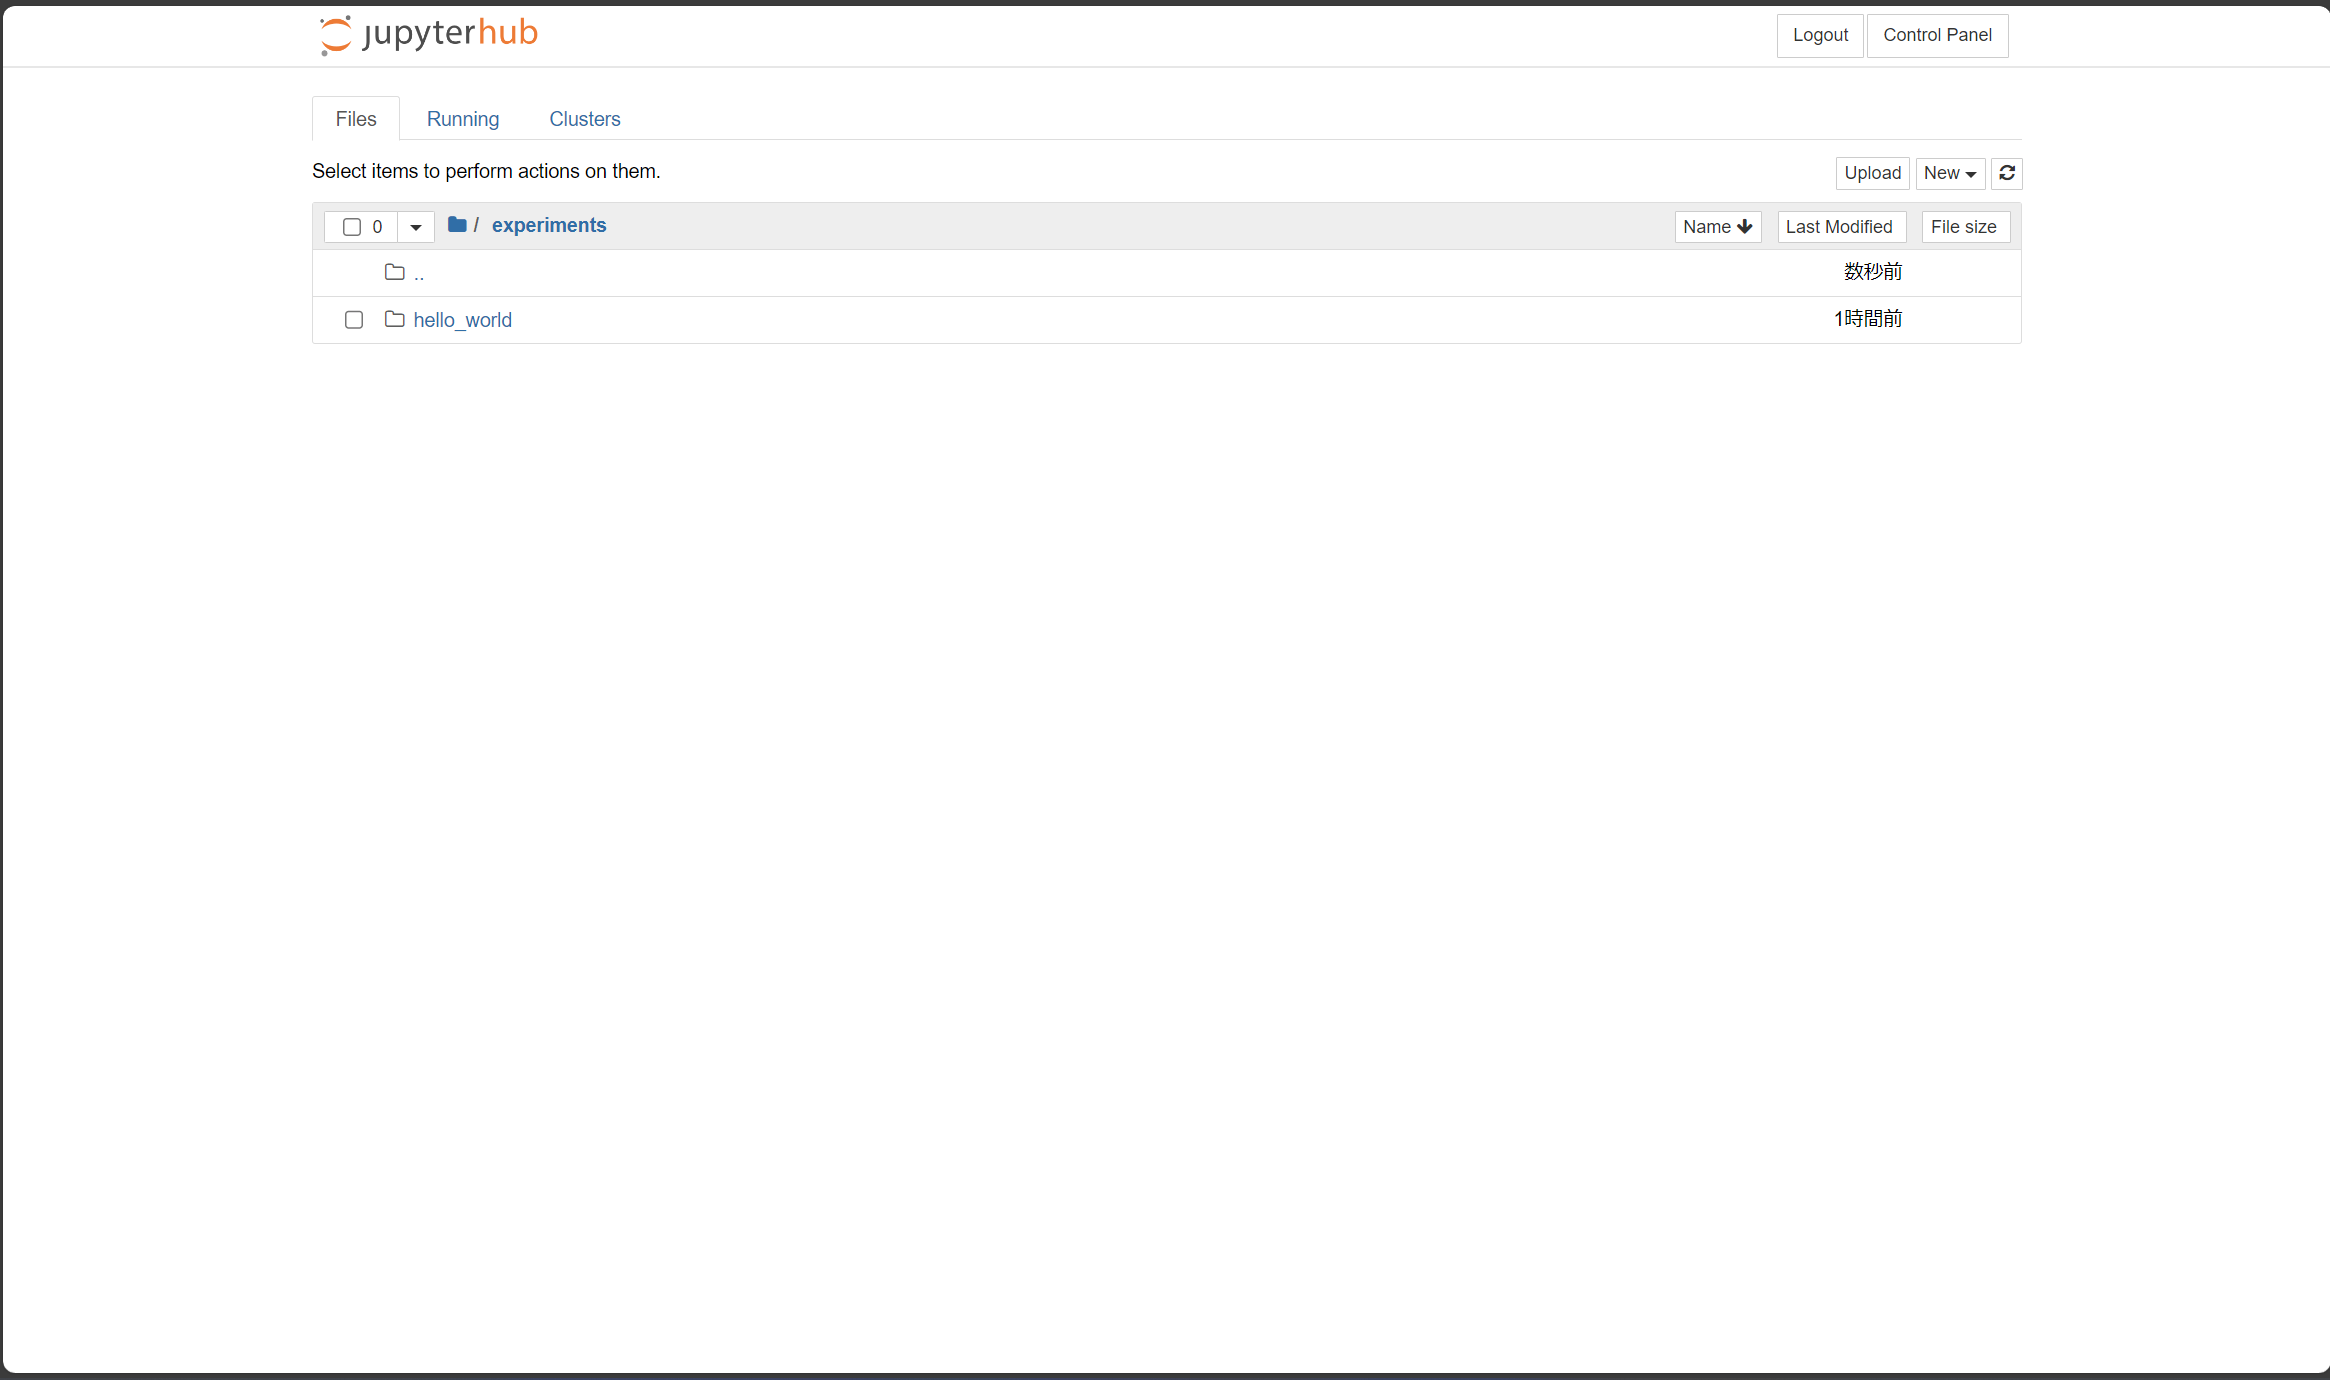 jupyterhub Logout Control Panel
Files Running Clusters
Select items to perform actions on them. Upload New
0 / experiments Name Last Modified File size
.. 数秒前
hello_world 1時間前